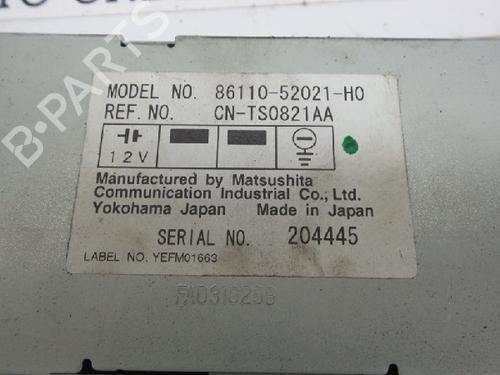 MODEL NO. 86110-52021-H0
REF. NO. CN-TS0821AA
12V
Manufactured by Matsushita
Communication Industrial Co., Ltd.
Yokohama Japan Made in Japan
SERIAL NO. 204445
LABEL NO. YEFM01663